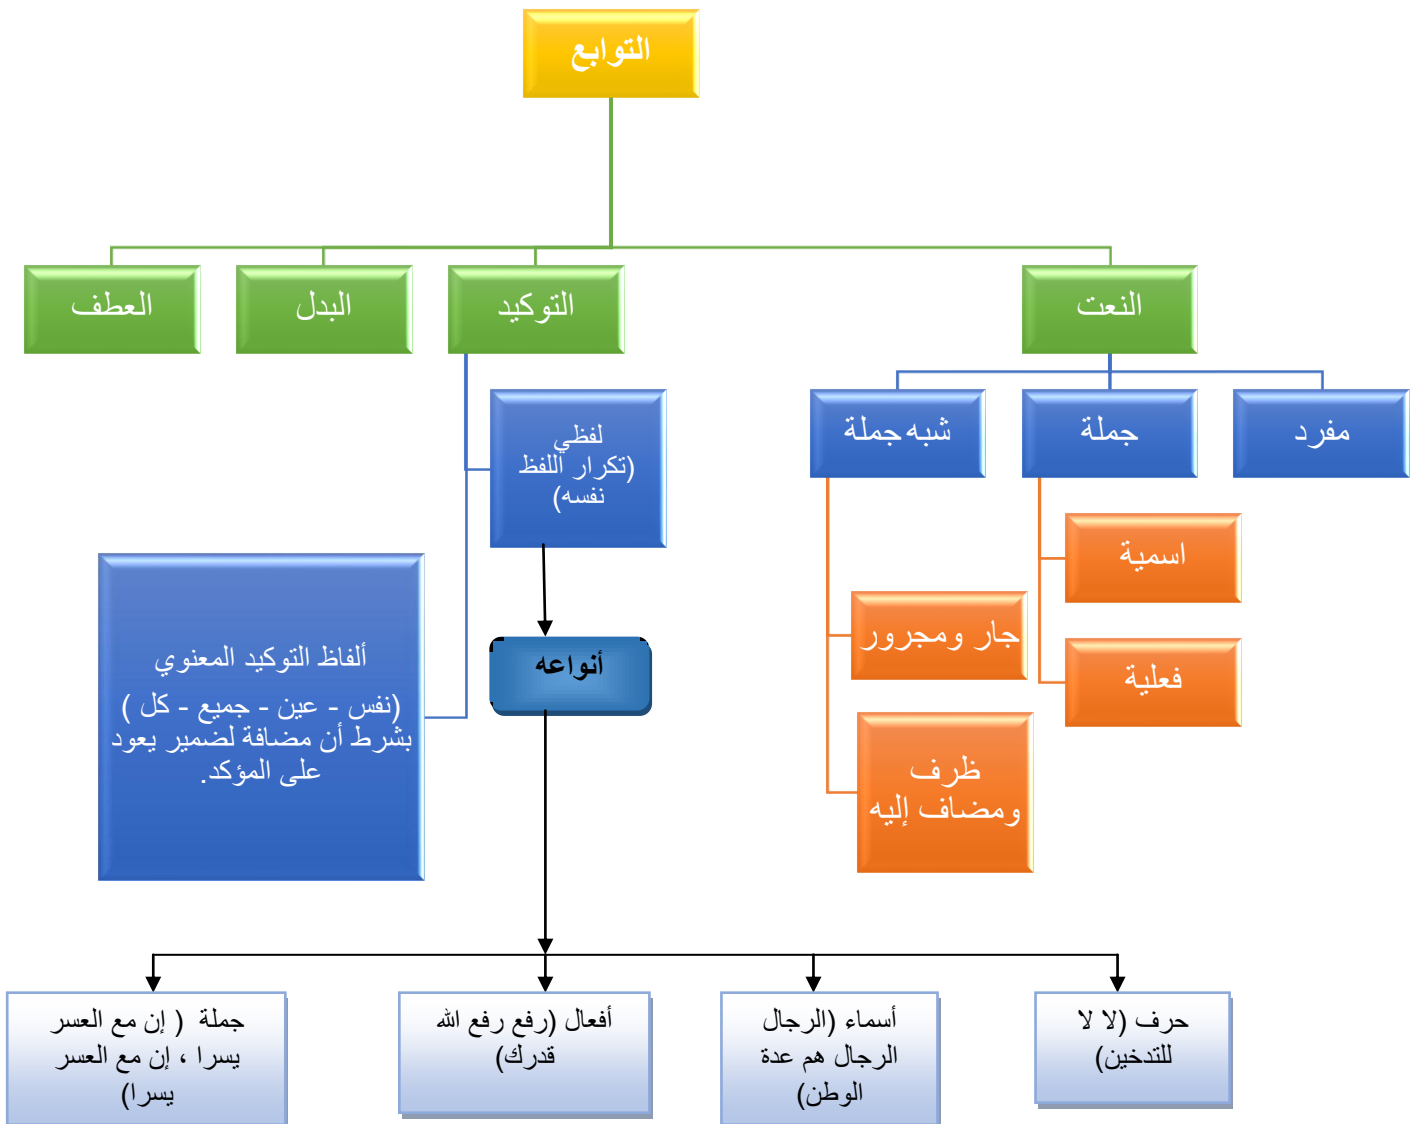 التوابع
النعت
التوكيد
البدل
العطف
مفرد
جملة
شبه جملة
اسمية
فعلية
جار ومجرور
ظرف
ومضاف إليه
لفظي
(تكرار اللفظ
نفسه)
أنواعه
ألفاظ التوكيد المعنوي
(نفس - عين - جميع - كل )
بشرط أن مضافة لضمير يعود
على المؤكد.
حرف (لا لا
للتدخين)
أسماء (الرجال
الرجال هم عدة
الوطن)
أفعال (رفع رفع الله
قدرك)
جملة ( إن مع العسر
يسرا ، إن مع العسر
يسرا)